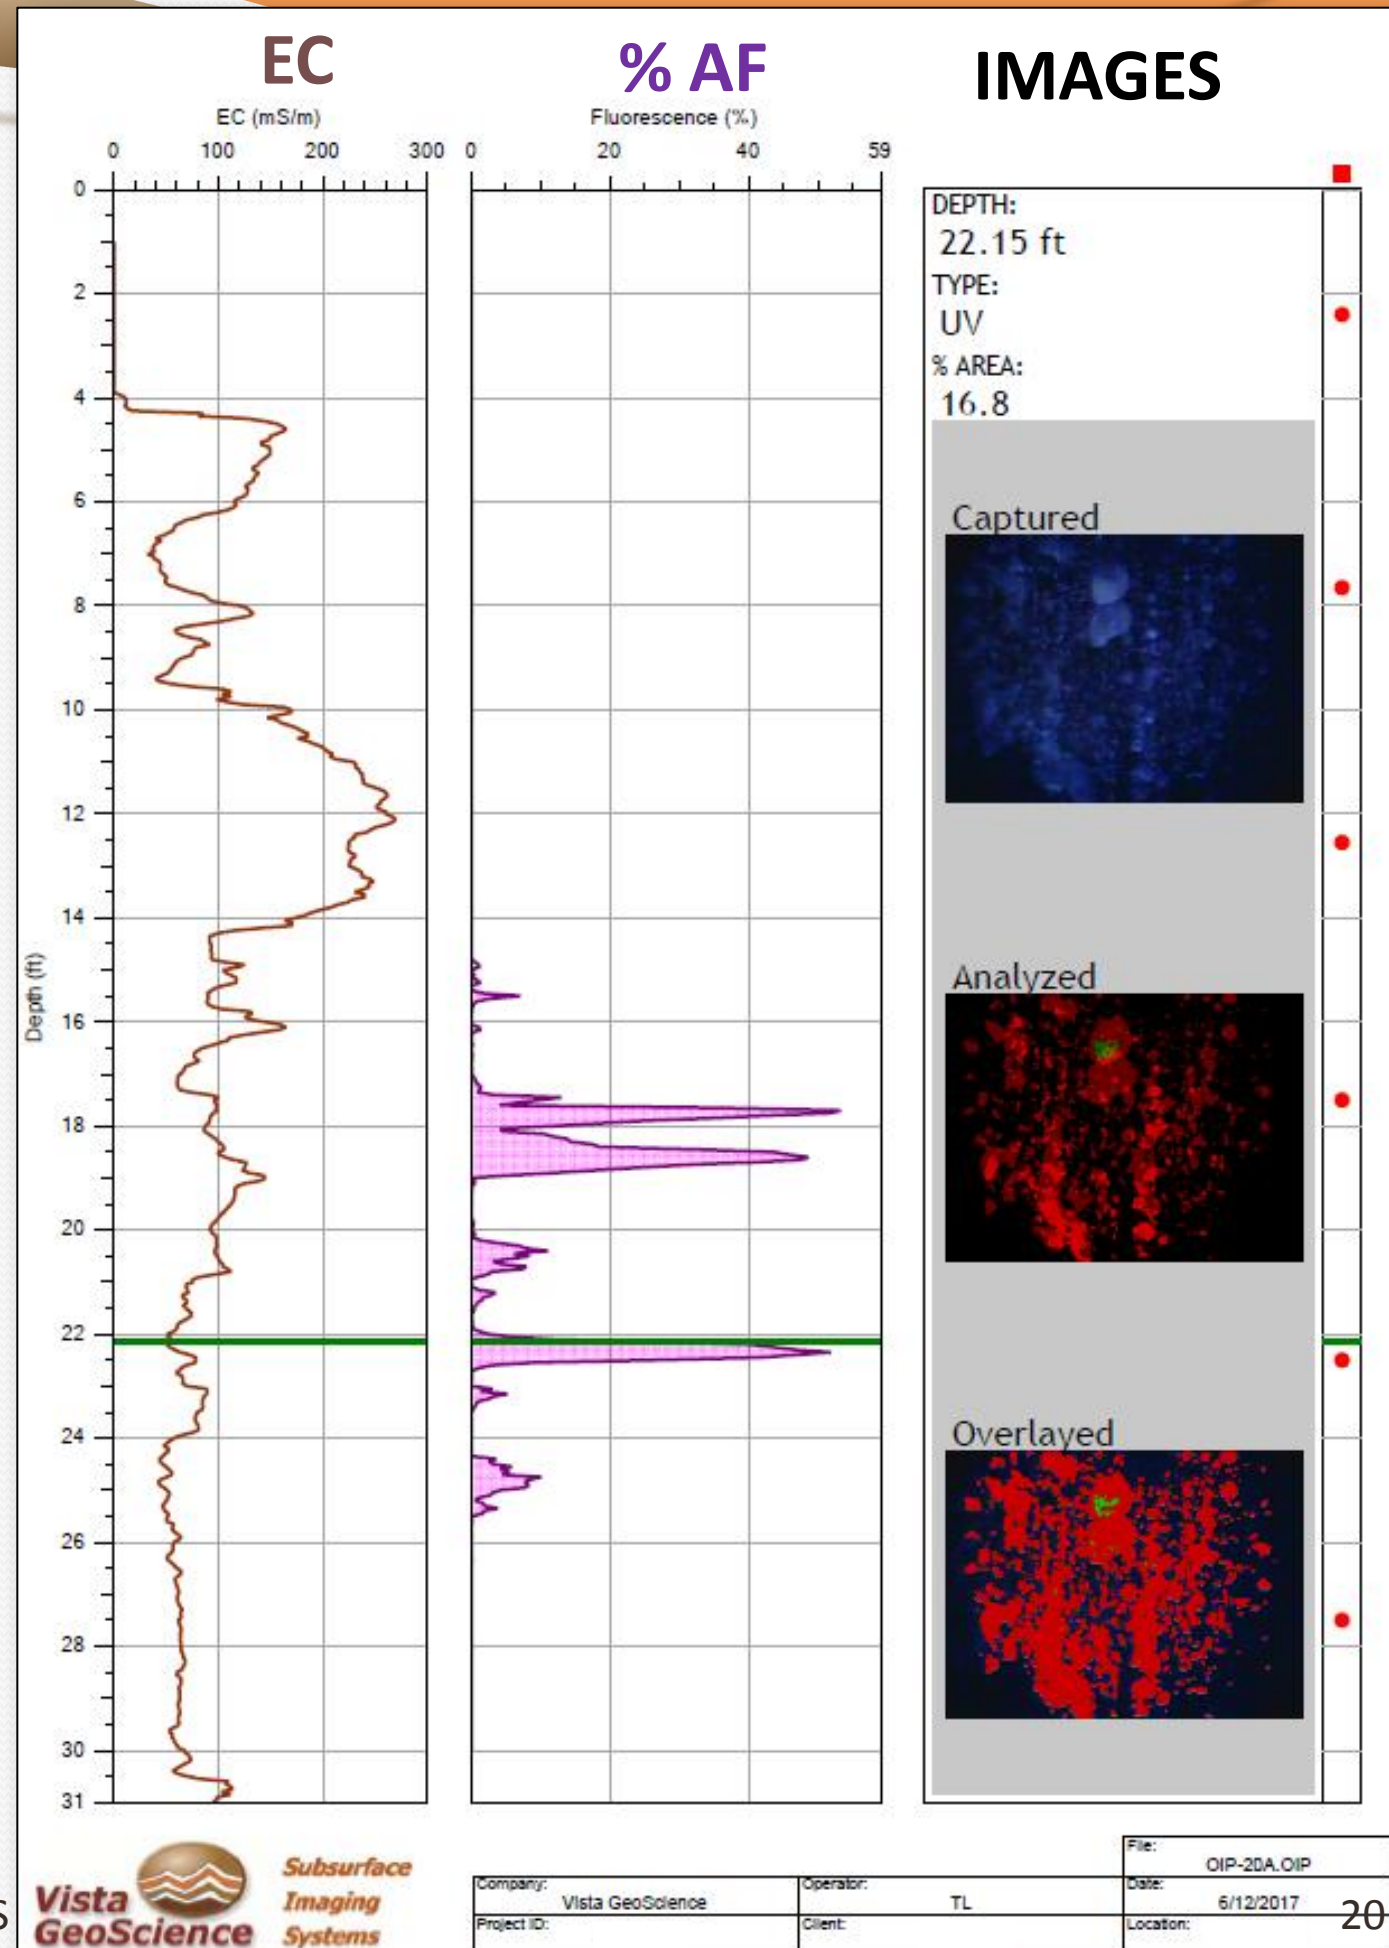 EC
% AF
IMAGES
EC (mS/m)
Fluorescence (%)
0 100 200 300
0 20 40 59
0
2
4
6
8
10
12
14
16
18
20
22
24
26
28
30
31
Depth (ft)
DEPTH:
22.15 ft
TYPE:
UV
% AREA:
16.8
Captured
Analyzed
Overlayed
S
Vista
GeoScience
Subsurface
Imaging
Systems
File:
OIP-20A.OIP
Company:
Vista GeoScience
Operator:
TL
Date:
6/12/2017
Project ID:
Client:
Location:
20